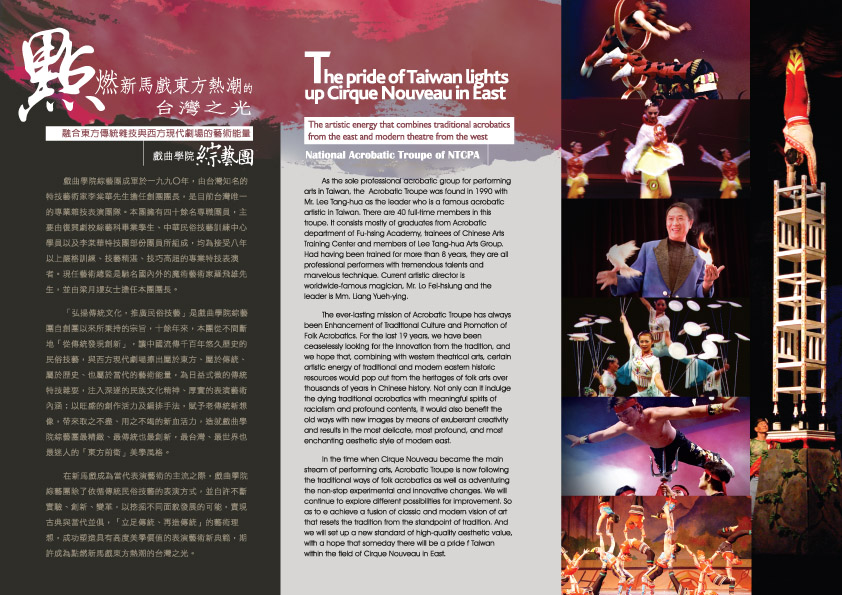 點燃新馬戲東方熱潮的
台灣之光
融合東方傳統雜技與西方現代劇場的藝術能量
戲曲學院 綜藝團
戲曲學院綜藝團成軍於一九九〇年，由台灣知名的
特技藝術家李棠華先生擔任創團團長，是目前台灣唯一
的專業雜技表演團隊。本團擁有四十餘名專職團員，主
要由復興劇校綜藝科畢業學生、中華民俗技藝訓練中心
學員以及李棠華特技團部份團員所組成，均為接受八年
以上嚴格訓練、技藝精湛、技巧高超的專業特技表演
者。現任藝術總監是馳名國內外的魔術藝術家羅飛雄先
生，並由梁月孆女士擔任本團團長。
「弘揚傳統文化，推廣民俗技藝」是戲曲學院綜藝
團自創團以來所秉持的宗旨，十餘年來，本團從不間斷
地「從傳統發現創新」，讓中國流傳千百年悠久歷史的
民俗技藝，與西方現代劇場擦出屬於東方、屬於傳統、
屬於歷史、也屬於當代的藝術能量，為日益式微的傳統
特技雜耍，注入深邃的民族文化精神、厚實的表演藝術
內涵；以旺盛的創作活力及編排手法，賦予老傳統新想
像，帶來取之不盡、用之不竭的新血活力，造就戲曲學
院綜藝團最精緻、最傳統也最創新，最台灣、最世界也
最迷人的「東方前衛」美學風格。
在新馬戲成為當代表演藝術的主流之際，戲曲學院
綜藝團除了依循傳統民俗技藝的表演方式，並自許不斷
實驗、創新、變革，以挖掘不同面貌發展的可能，實現
古典與當代並俱，「立足傳統、再造傳統」的藝術理
想，成功塑造具有高度美學價值的表演藝術新典範，期
許成為點燃新馬戲東方熱潮的台灣之光。
The pride of Taiwan lights
up Cirque Nouveau in East
The artistic energy that combines traditional acrobatics
from the east and modern theatre from the west
National Acrobatic Troupe of NTCPA
As the sole professional acrobatic group for performing
arts in Taiwan, the Acrobatic Troupe was found in 1990 with
Mr. Lee Tang-hua as the leader who is a famous acrobatic
artistic in Taiwan. There are 40 full-time members in this
troupe. It consists mostly of graduates from Acrobatic
department of Fu-hsing Academy, trainees of Chinese Arts
Training Center and members of Lee Tang-hua Arts Group.
Had having been trained for more than 8 years, they are all
professional performers with tremendous talents and
marvelous technique. Current artistic director is
worldwide-famous magician, Mr. Lo Fei-hsiung and the
leader is Mrn. Liang Yueh-ying.
The ever-lasting mission of Acrobatic Troupe has always
been Enhancement of Traditional Culture and Promotion of
Folk Acrobatics. For the last 19 years, we have been
ceaselessly looking for the innovation from the tradition, and
we hope that, combining with western theatrical arts, certain
artistic energy of traditional and modern eastern historic
resources would pop out from the heritages of folk arts over
thousands of years in Chinese history. Not only can it indulge
the dying traditional acrobatics with meaningful spirits of
racialism and profound contents, it would also benefit the
old ways with new images by means of exuberant creativity
and results in the most delicate, most profound, and most
enchanting aesthetic style of modern east.
In the time when Cirque Nouveau became the main
stream of performing arts, Acrobatic Troupe is now following
the traditional ways of folk acrobatics as well as adventuring
the non-stop experimental and innovative changes. We will
continue to explore different possibilities for improvement. So
as to e achieve a fusion of classic and modern vision of art
that resets the tradition from the standpoint of tradition. And
we will set up a new standard of high-quality aesthetic value,
with a hope that someday there will be a pride f Taiwan
within the field of Cirque Nouveau in East.